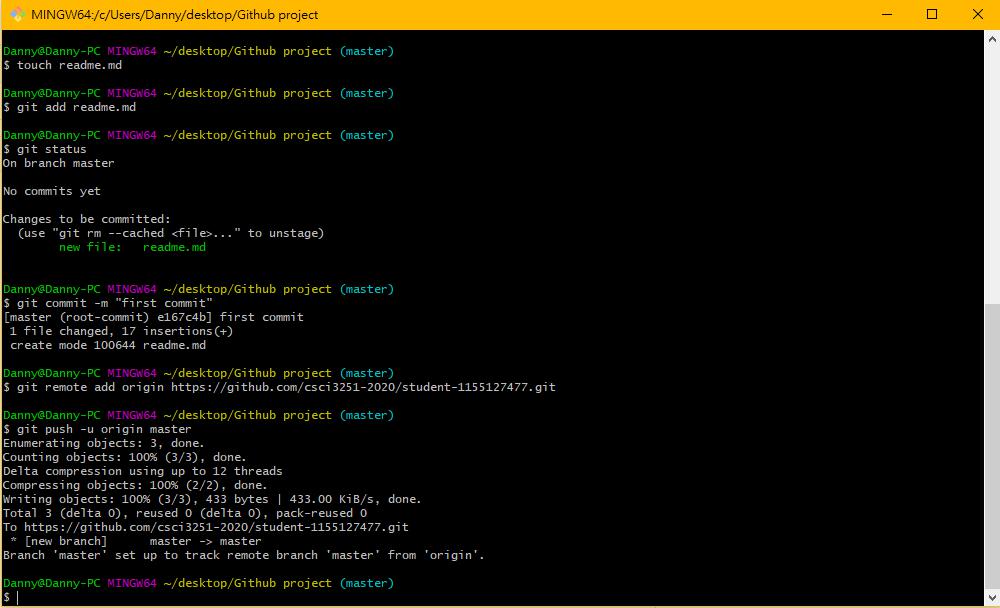 MINGW64:/c/Users/Danny/desktop/Github project
Danny@Danny-PC MINGW64 ~/desktop/Github project (master)
$ touch readme.md
Danny@Danny-PC MINGW64 ~/desktop/Github project (master)
$ git add readme.md
Danny@Danny-PC MINGW64 ~/desktop/Github project (master)
$ git status
On branch master
No commits yet
Changes to be committed:
  (use "git rm --cached <file>..." to unstage)
        new file:   readme.md
Danny@Danny-PC MINGW64 ~/desktop/Github project (master)
$ git commit -m "first commit"
[master (root-commit) e167c4b] first commit
 1 file changed, 17 insertions(+)
 create mode 100644 readme.md
Danny@Danny-PC MINGW64 ~/desktop/Github project (master)
$ git remote add origin https://github.com/csci3251-2020/student-1155127477.git
Danny@Danny-PC MINGW64 ~/desktop/Github project (master)
$ git push -u origin master
Enumerating objects: 3, done.
Counting objects: 100% (3/3), done.
Delta compression using up to 12 threads
Compressing objects: 100% (2/2), done.
Writing objects: 100% (3/3), 433 bytes | 433.00 KiB/s, done.
Total 3 (delta 0), reused 0 (delta 0), pack-reused 0
To https://github.com/csci3251-2020/student-1155127477.git
 * [new branch]      master -> master
Branch 'master' set up to track remote branch 'master' from 'origin'.
Danny@Danny-PC MINGW64 ~/desktop/Github project (master)
$